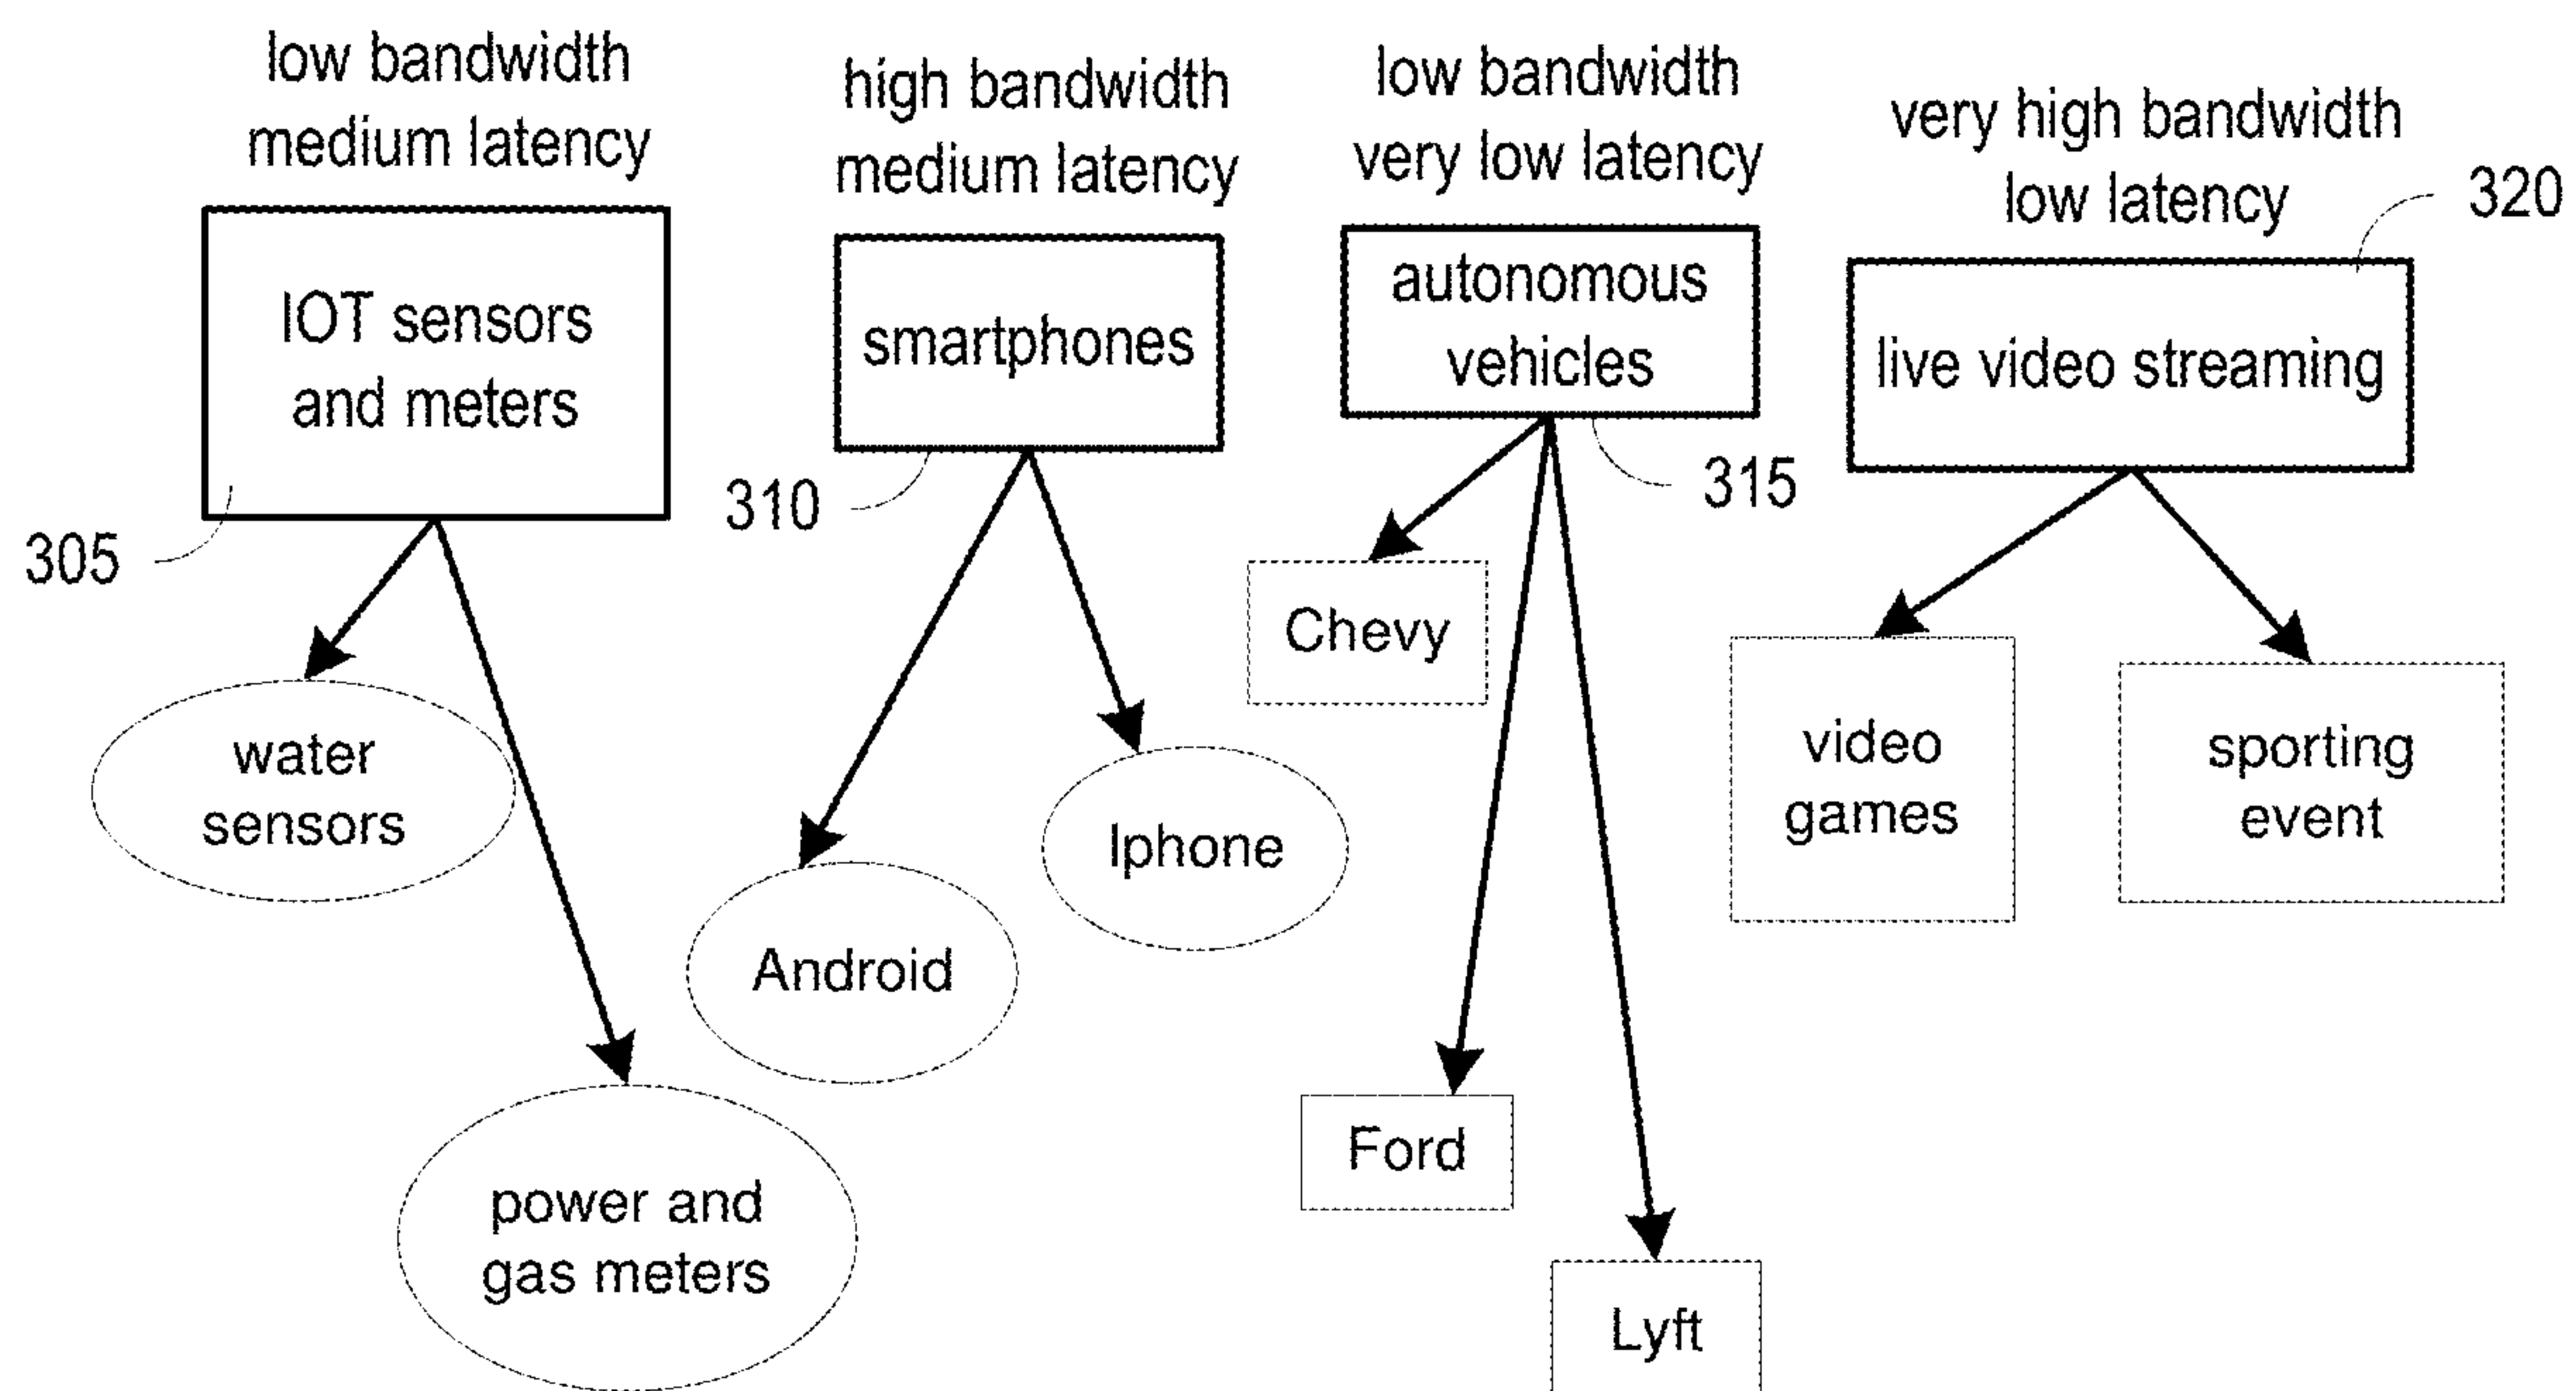 low bandwidth
medium latency
IOT sensors
and meters
305
water
sensors
power and
gas meters
high bandwidth
medium latency
smartphones
310
Android
Iphone
low bandwidth
very low latency
autonomous
vehicles
315
Chevy
Ford
Lyft
very high bandwidth
low latency
320
live video streaming
video
games
sporting
event